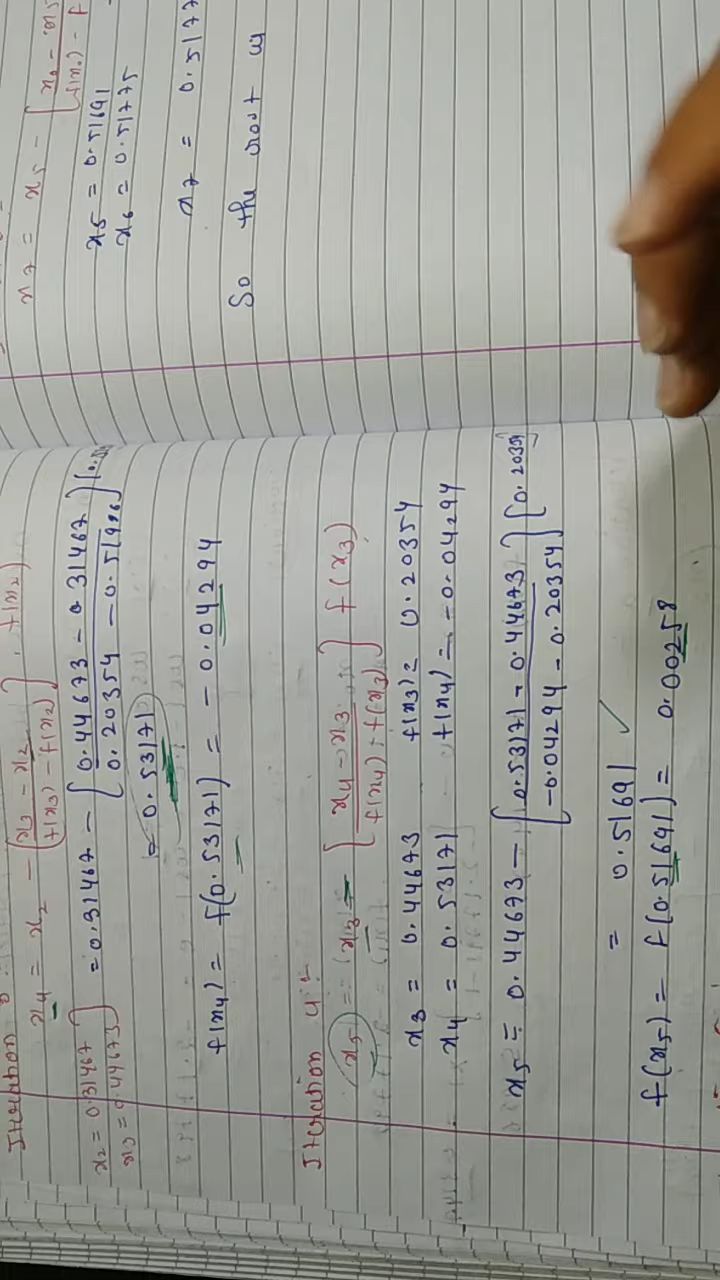 x4 = x2 - [x3 - x2 / f(x3) - f(x2)] . f(x2)
x2 = 0.31467
x3 = 0.44673
= 0.31467 - [0.44673 - 0.31467 / 0.20354 - 0.51986]
= 0.53171
f(x4) = f(0.53171) = - 0.04294
Iteration 4 :-
x5 = x3 - [x4 - x3 / f(x4) - f(x3)] f(x3)
x3 = 0.44673 f(x3) = 0.20354
x4 = 0.53171 f(x4) = - 0.04294
x5 = 0.44673 - [0.53171 - 0.44673 / -0.04294 - 0.20354] [0.20354]
= 0.51691 ✓
f(x5) = f(0.51691) = 0.00258
x7 = x5 - [x6 - x5
x5 = 0.51691
x6 = 0.51775
x7 = 0.5177
So the root is